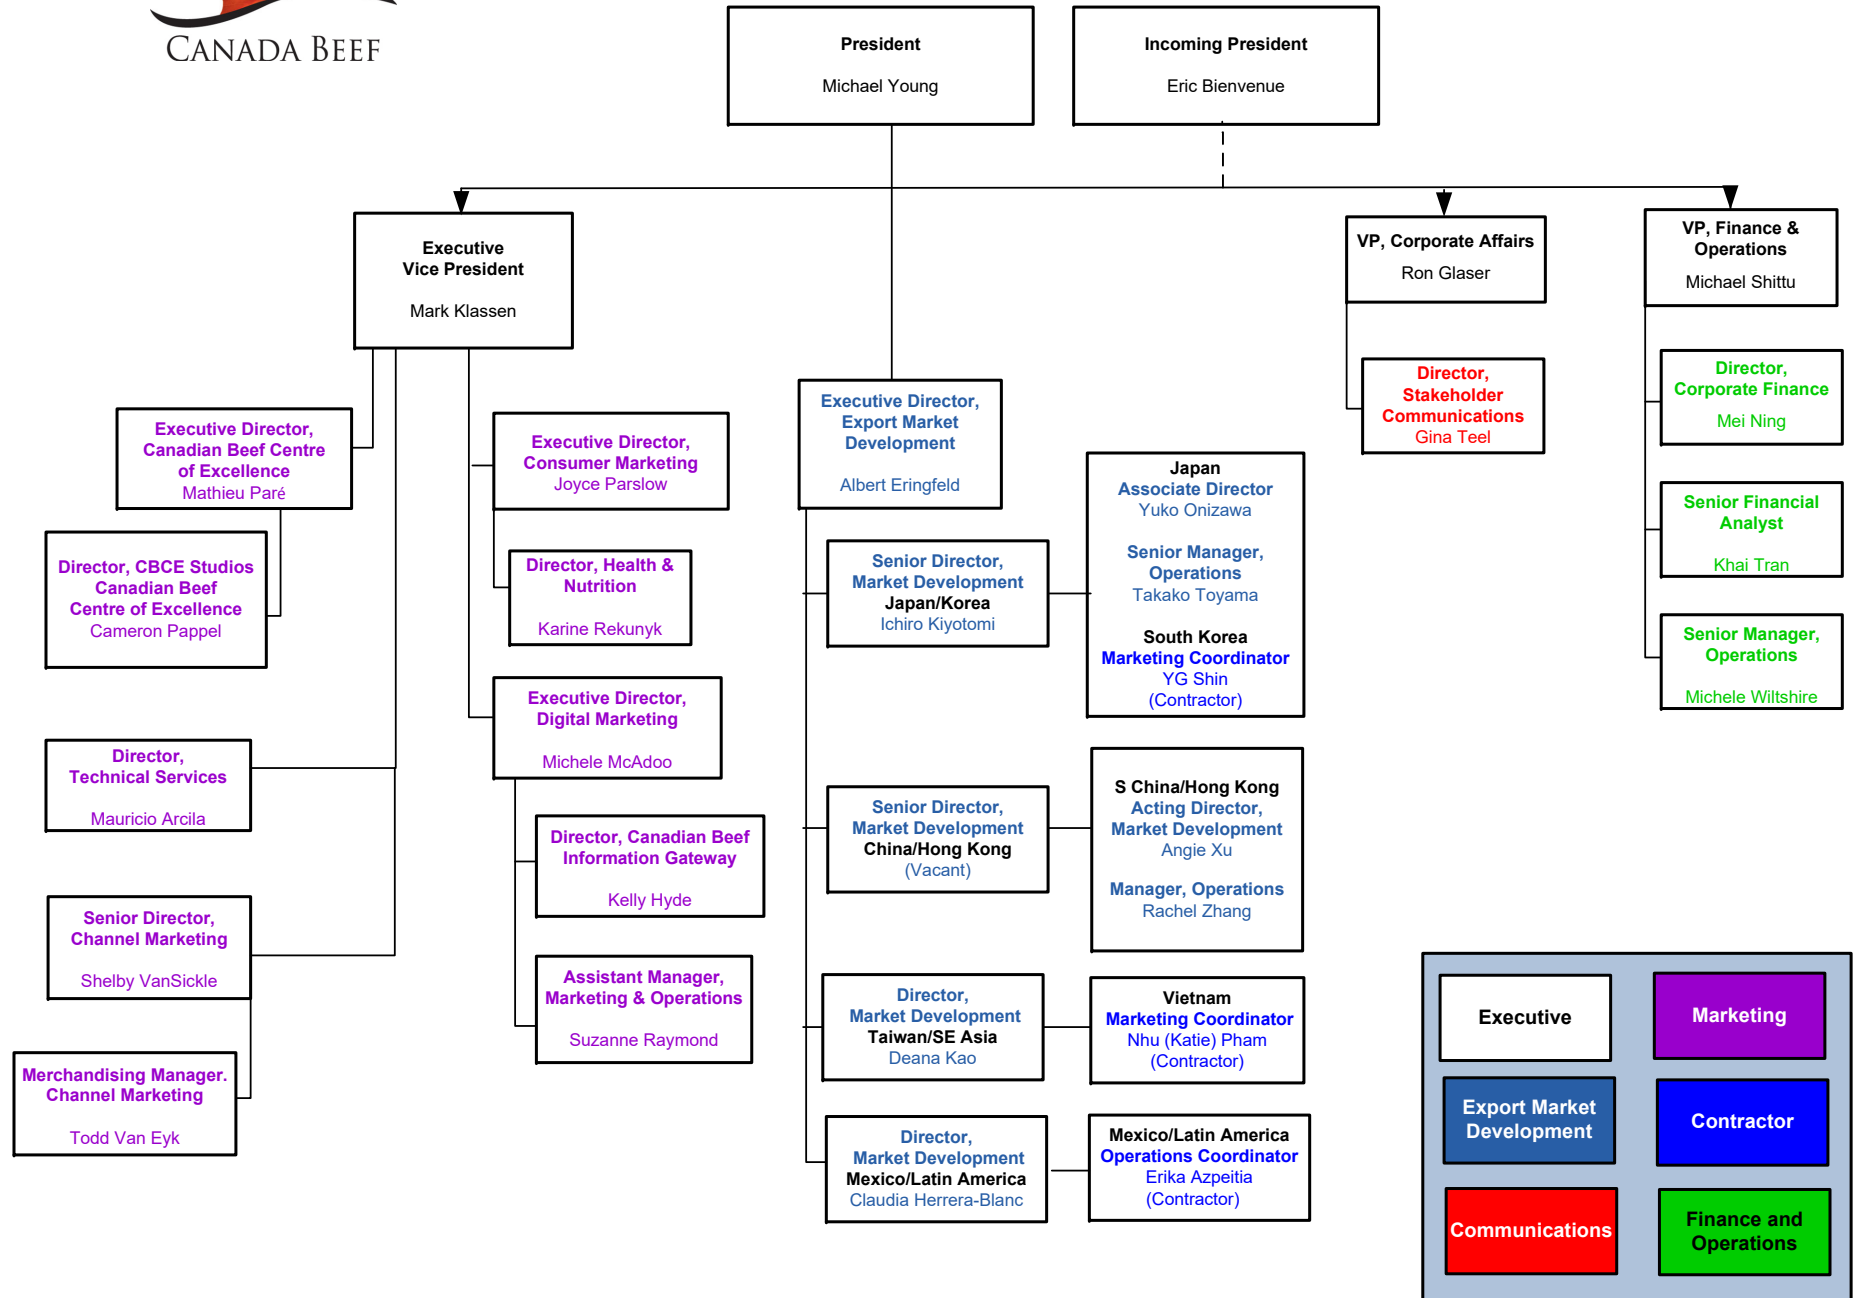 CANADA BEEF
President
Michael Young
Incoming President
Eric Bienvenue
Executive
Vice President
Mark Klassen
VP, Corporate Affairs
Ron Glaser
VP, Finance &
Operations
Michael Shittu
Executive Director,
Canadian Beef Centre
of Excellence
Mathieu Paré
Director, CBCE Studios
Canadian Beef
Centre of Excellence
Cameron Pappel
Director,
Technical Services
Mauricio Arcila
Senior Director,
Channel Marketing
Shelby VanSickle
Merchandising Manager.
Channel Marketing
Todd Van Eyk
Executive Director,
Consumer Marketing
Joyce Parslow
Director, Health &
Nutrition
Karine Rekunyk
Executive Director,
Digital Marketing
Michele McAdoo
Director, Canadian Beef
Information Gateway
Kelly Hyde
Assistant Manager,
Marketing & Operations
Suzanne Raymond
Executive Director,
Export Market
Development
Albert Eringfeld
Senior Director,
Market Development
Japan/Korea
Ichiro Kiyotomi
Japan
Associate Director
Yuko Onizawa
Senior Manager,
Operations
Takako Toyama
South Korea
Marketing Coordinator
YG Shin
(Contractor)
Senior Director,
Market Development
China/Hong Kong
(Vacant)
S China/Hong Kong
Acting Director,
Market Development
Angie Xu
Manager, Operations
Rachel Zhang
Director,
Market Development
Taiwan/SE Asia
Deana Kao
Vietnam
Marketing Coordinator
Nhu (Katie) Pham
(Contractor)
Director,
Market Development
Mexico/Latin America
Claudia Herrera-Blanc
Mexico/Latin America
Operations Coordinator
Erika Azpeitia
(Contractor)
Director,
Stakeholder
Communications
Gina Teel
Director,
Corporate Finance
Mei Ning
Senior Financial
Analyst
Khai Tran
Senior Manager,
Operations
Michele Wiltshire
Executive
Marketing
Export Market
Development
Contractor
Communications
Finance and
Operations